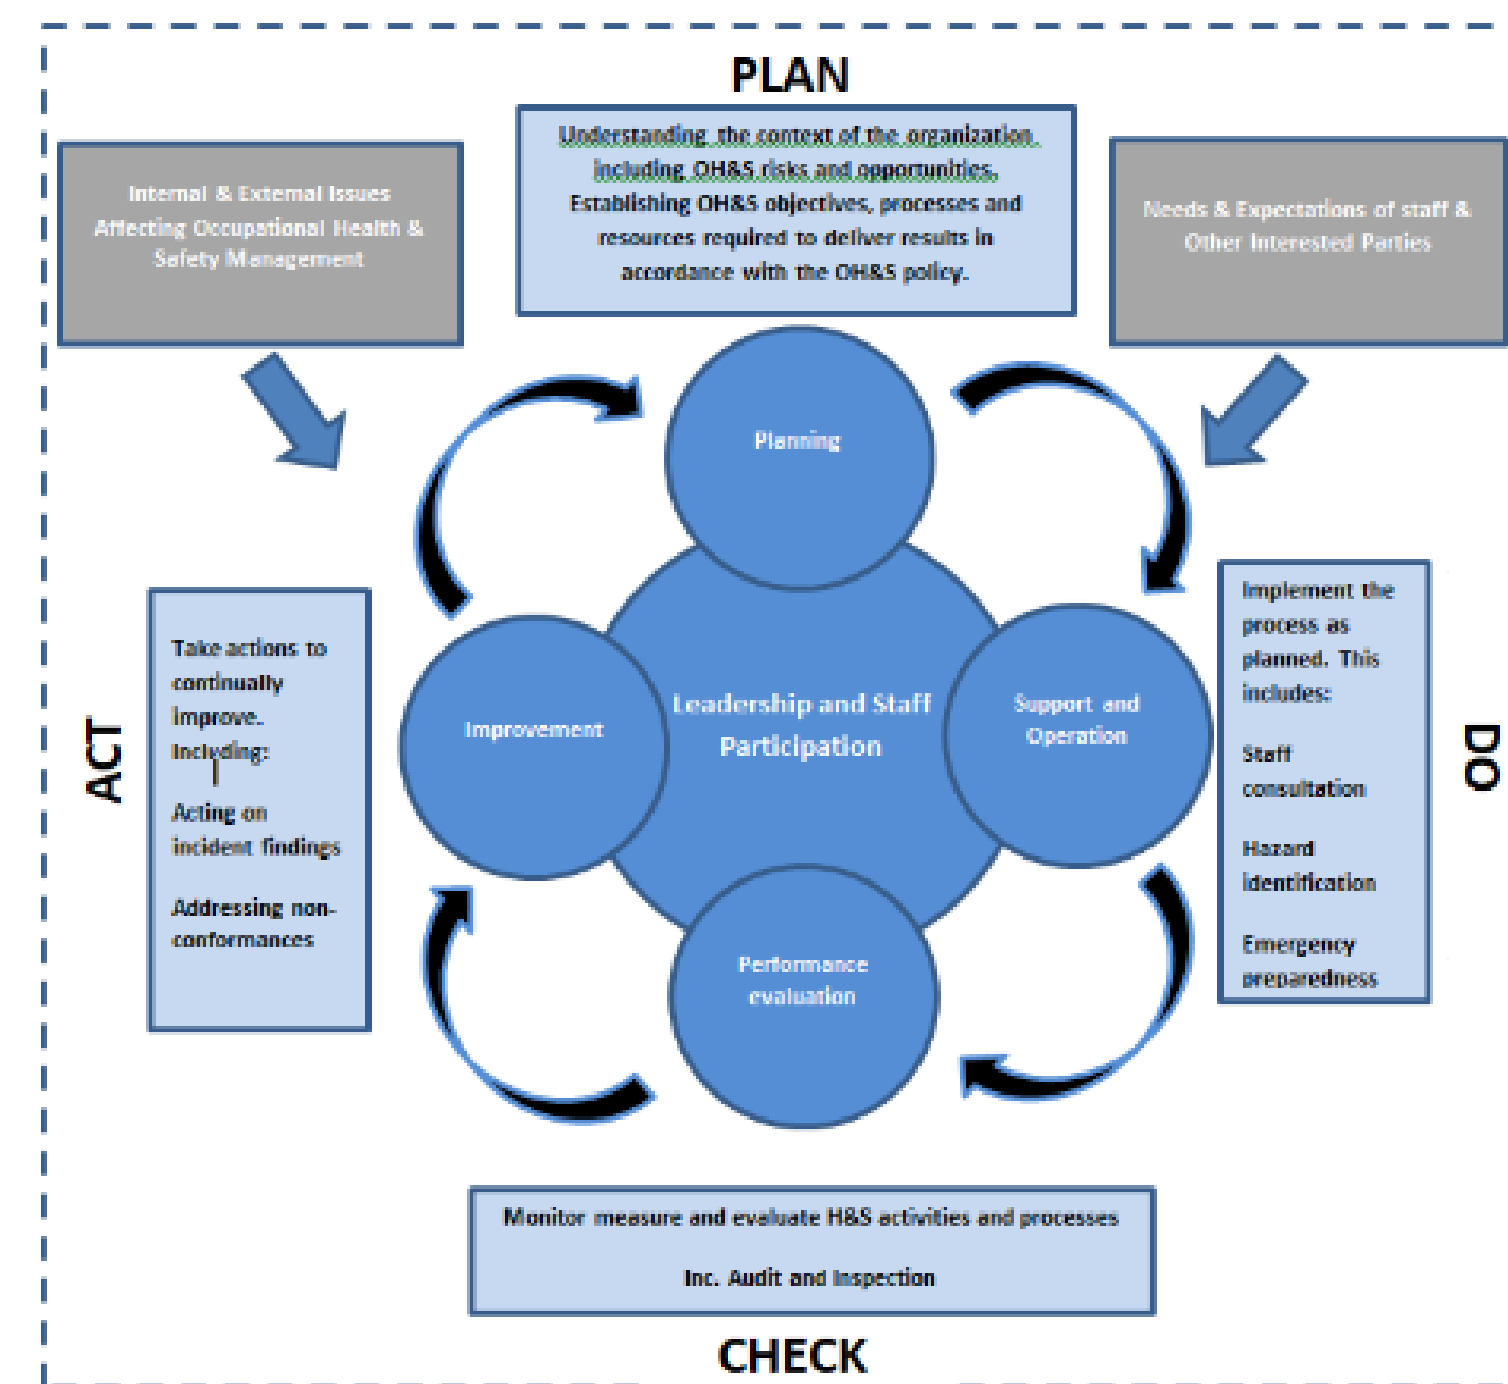 PLAN
Internal & External Issues
Affecting Occupational Health &
Safety Management
Understanding the context of the organization
including OH&S risks and opportunities.
Establishing OH&S objectives, processes and
resources required to deliver results in
accordance with the OH&S policy.
Needs & Expectations of staff &
Other Interested Parties
Planning
ACT
Take actions to
continually
improve.
Including:
Acting on
incident findings
Addressing non-
conformances
Improvement
Leadership and Staff
Participation
Support and
Operation
Implement the
process as
planned. This
includes:
Staff
consultation
Hazard
identification
Emergency
preparedness
DO
Performance
evaluation
Monitor measure and evaluate H&S activities and processes
Inc. Audit and Inspection
CHECK